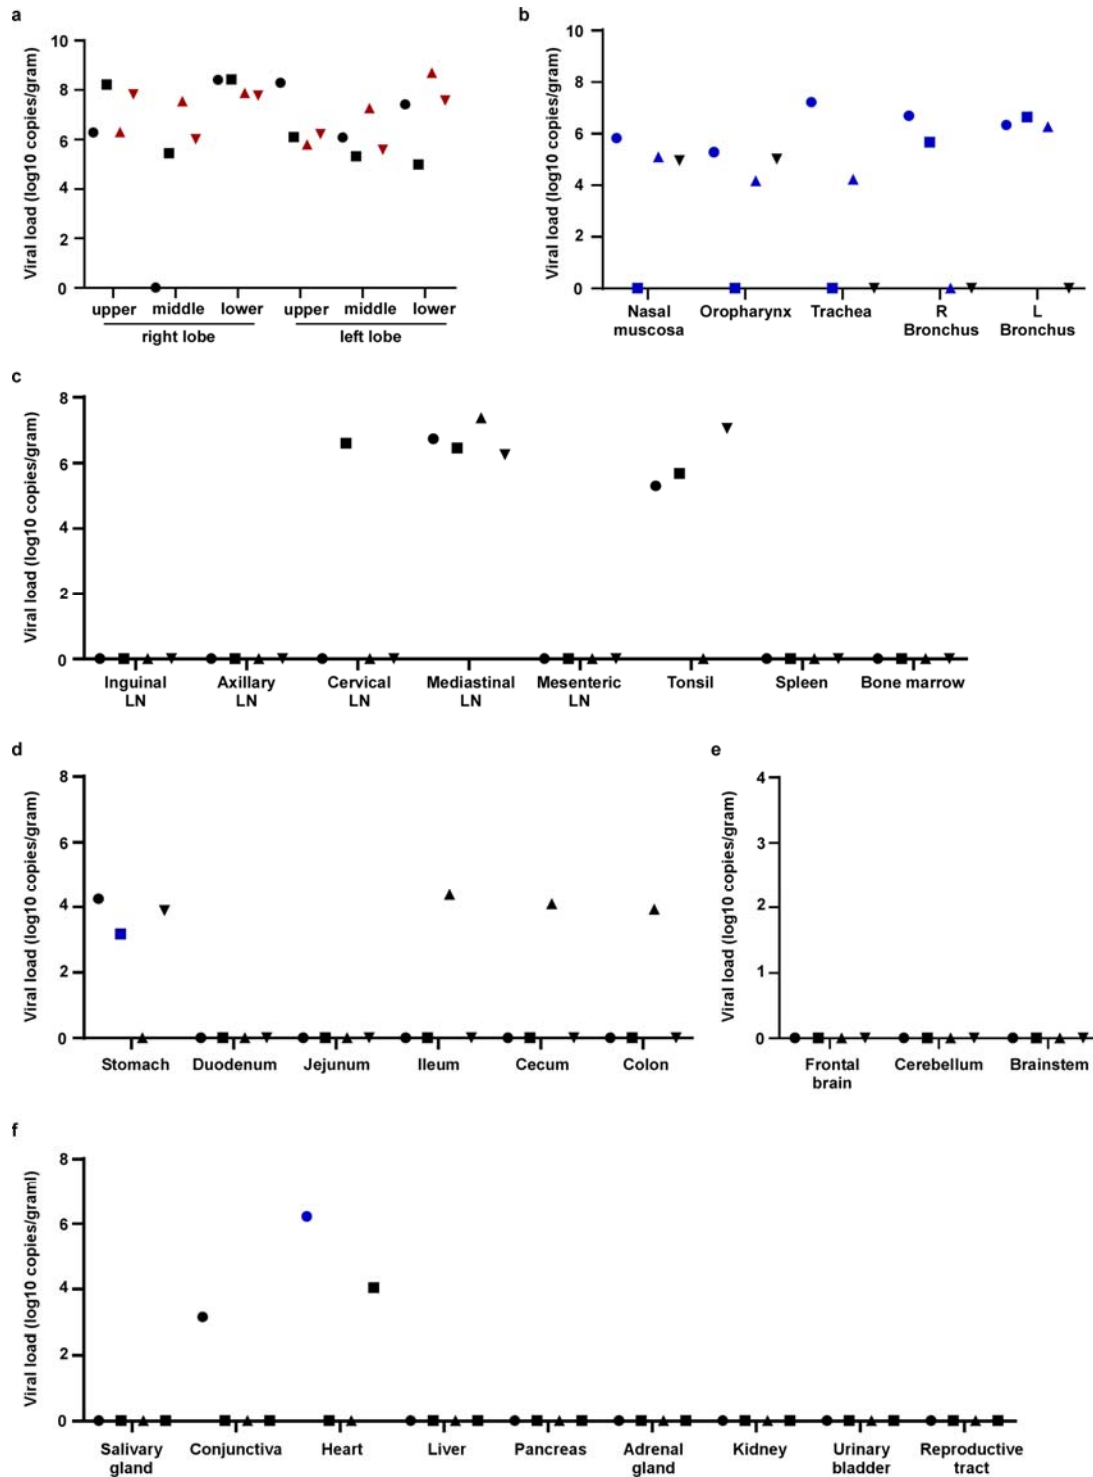 a
Viral load (log10 copies/gram)
10
8
6
4
2
0
upper middle lower upper middle lower
right lobe left lobe
b
Viral load (log10 copies/gram)
10
8
6
4
2
0
Nasal muscosa
Oropharynx
Trachea
R Bronchus
L Bronchus
c
Viral load (log10 copies/gram)
8
6
4
2
0
Inguinal LN
Axillary LN
Cervical LN
Mediastinal LN
Mesenteric LN
Tonsil
Spleen
Bone marrow
d
Viral load (log10 copies/gram)
8
6
4
2
0
Stomach Duodenum Jejunum Ileum Cecum Colon
e
Viral load (log10 copies/gram)
4
3
2
1
0
Frontal brain
Cerebellum
Brainstem
f
Viral load (log10 copies/graml)
8
6
4
2
0
Salivary gland
Conjunctiva
Heart
Liver
Pancreas
Adrenal gland
Kidney
Urinary bladder
Reproductive tract